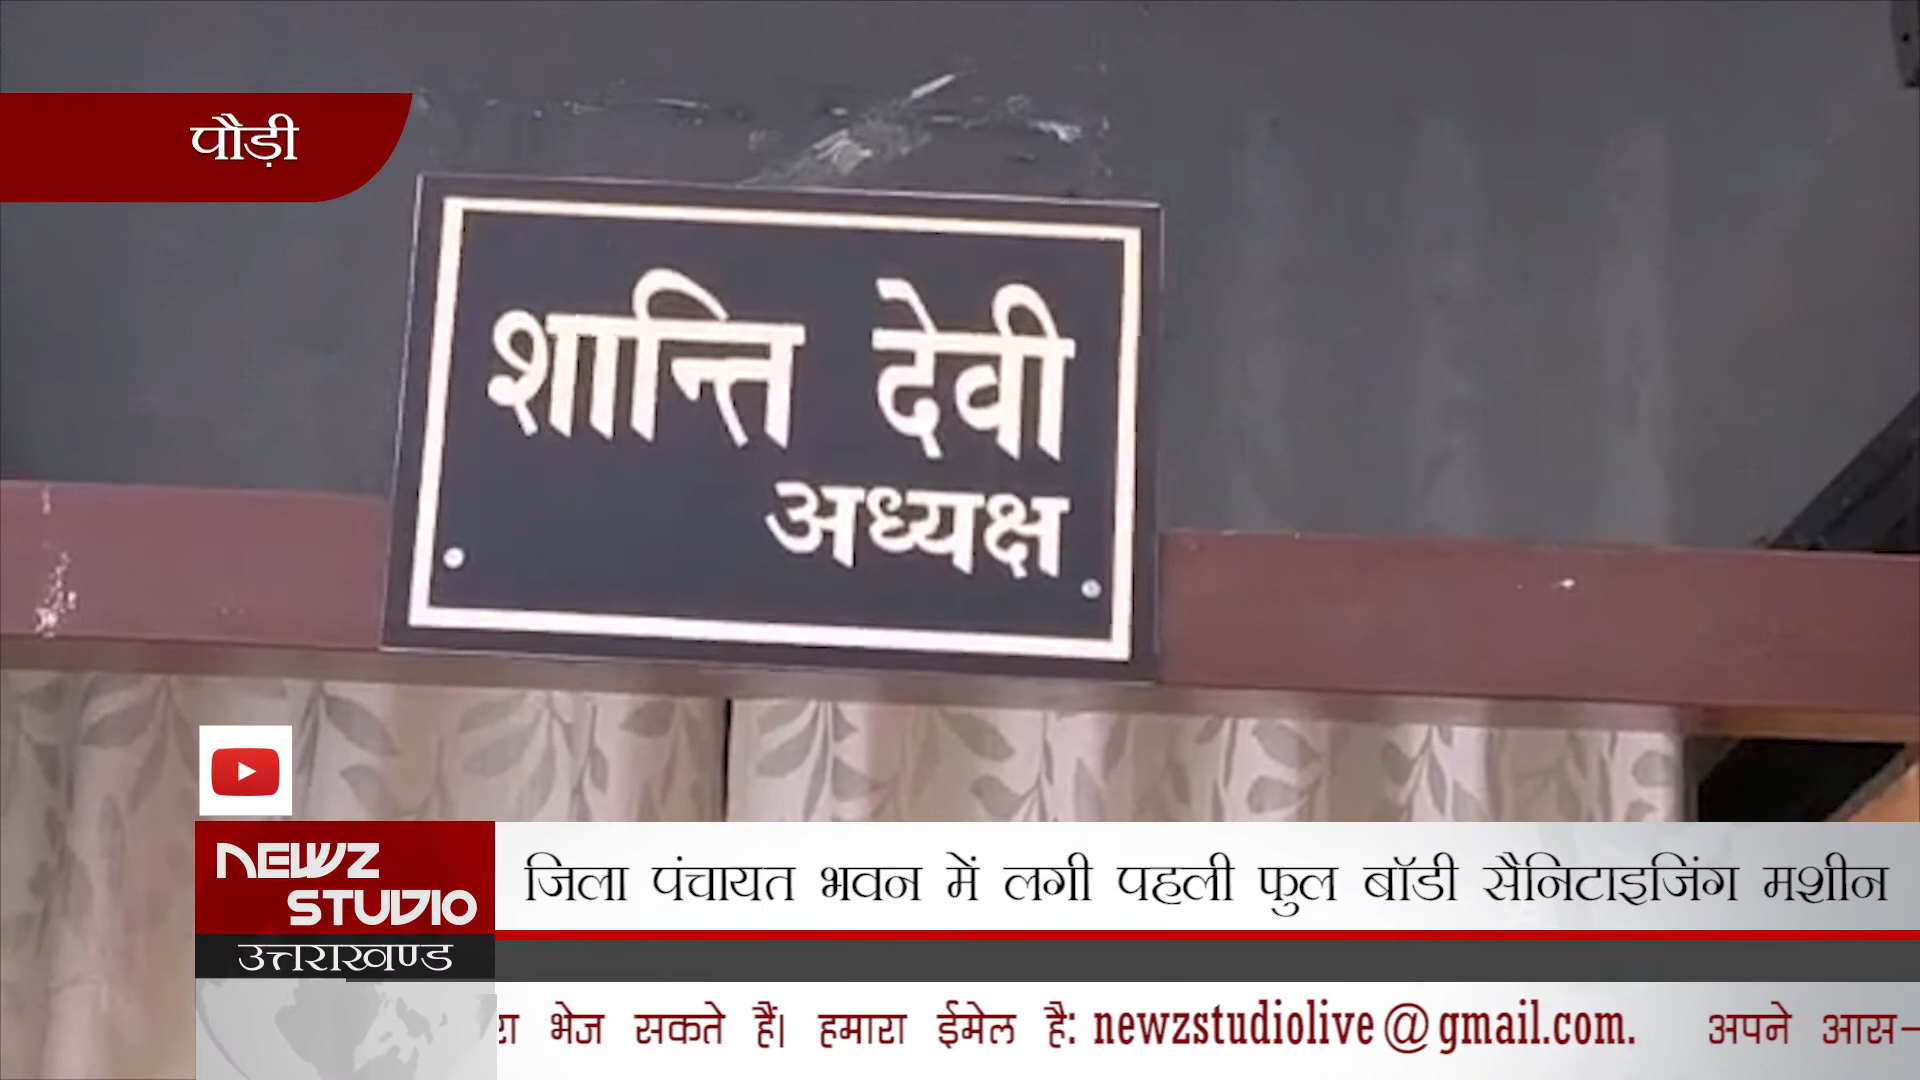 पौड़ी
शान्ति देवी
अध्यक्ष
NEWZ
STUDIO
उत्तराखण्ड
जिला पंचायत भवन में लगी पहली फुल बॉडी सैनिटाइजिंग मशीन
भेज सकते हैं। हमारा ईमेल है: newzstudiolive@gmail.com. अपने आस-